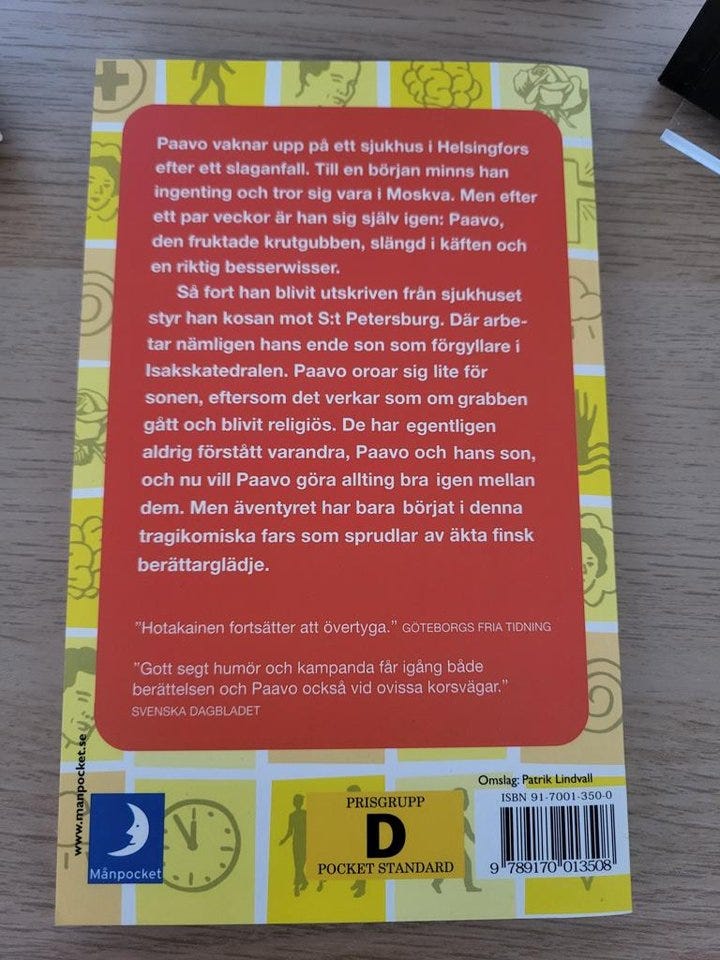 Paavo vaknar upp på ett sjukhus i Helsingfors
efter ett slaganfall. Till en början minns han
ingenting och tror sig vara i Moskva. Men efter
ett par veckor är han sig själv igen: Paavo,
den fruktade krutgubben, slängd i käften och
en riktig besserwisser.
Så fort han blivit utskriven från sjukhuset
styr han kosan mot S:t Petersburg. Där arbe-
tar nämligen hans ende son som förgyllare i
Isakskatedralen. Paavo oroar sig lite för
sonen, eftersom det verkar som om grabben
gått och blivit religiös. De har egentligen
aldrig förstått varandra, Paavo och hans son,
och nu vill Paavo göra allting bra igen mellan
dem. Men äventyret har bara börjat i denna
tragikomiska fars som sprudlar av äkta finsk
berättarglädje.
”Hotakainen fortsätter att övertyga.” GÖTEBORGS FRIA TIDNING
”Gott segt humör och kampanda får igång både
berättelsen och Paavo också vid ovissa korsvägar.”
SVENSKA DAGBLADET
www.manpocket.se
Månpocket
PRISGRUPP
D
POCKET STANDARD
Omslag: Patrik Lindvall
ISBN 91-7001-350-0
9 789170 013508